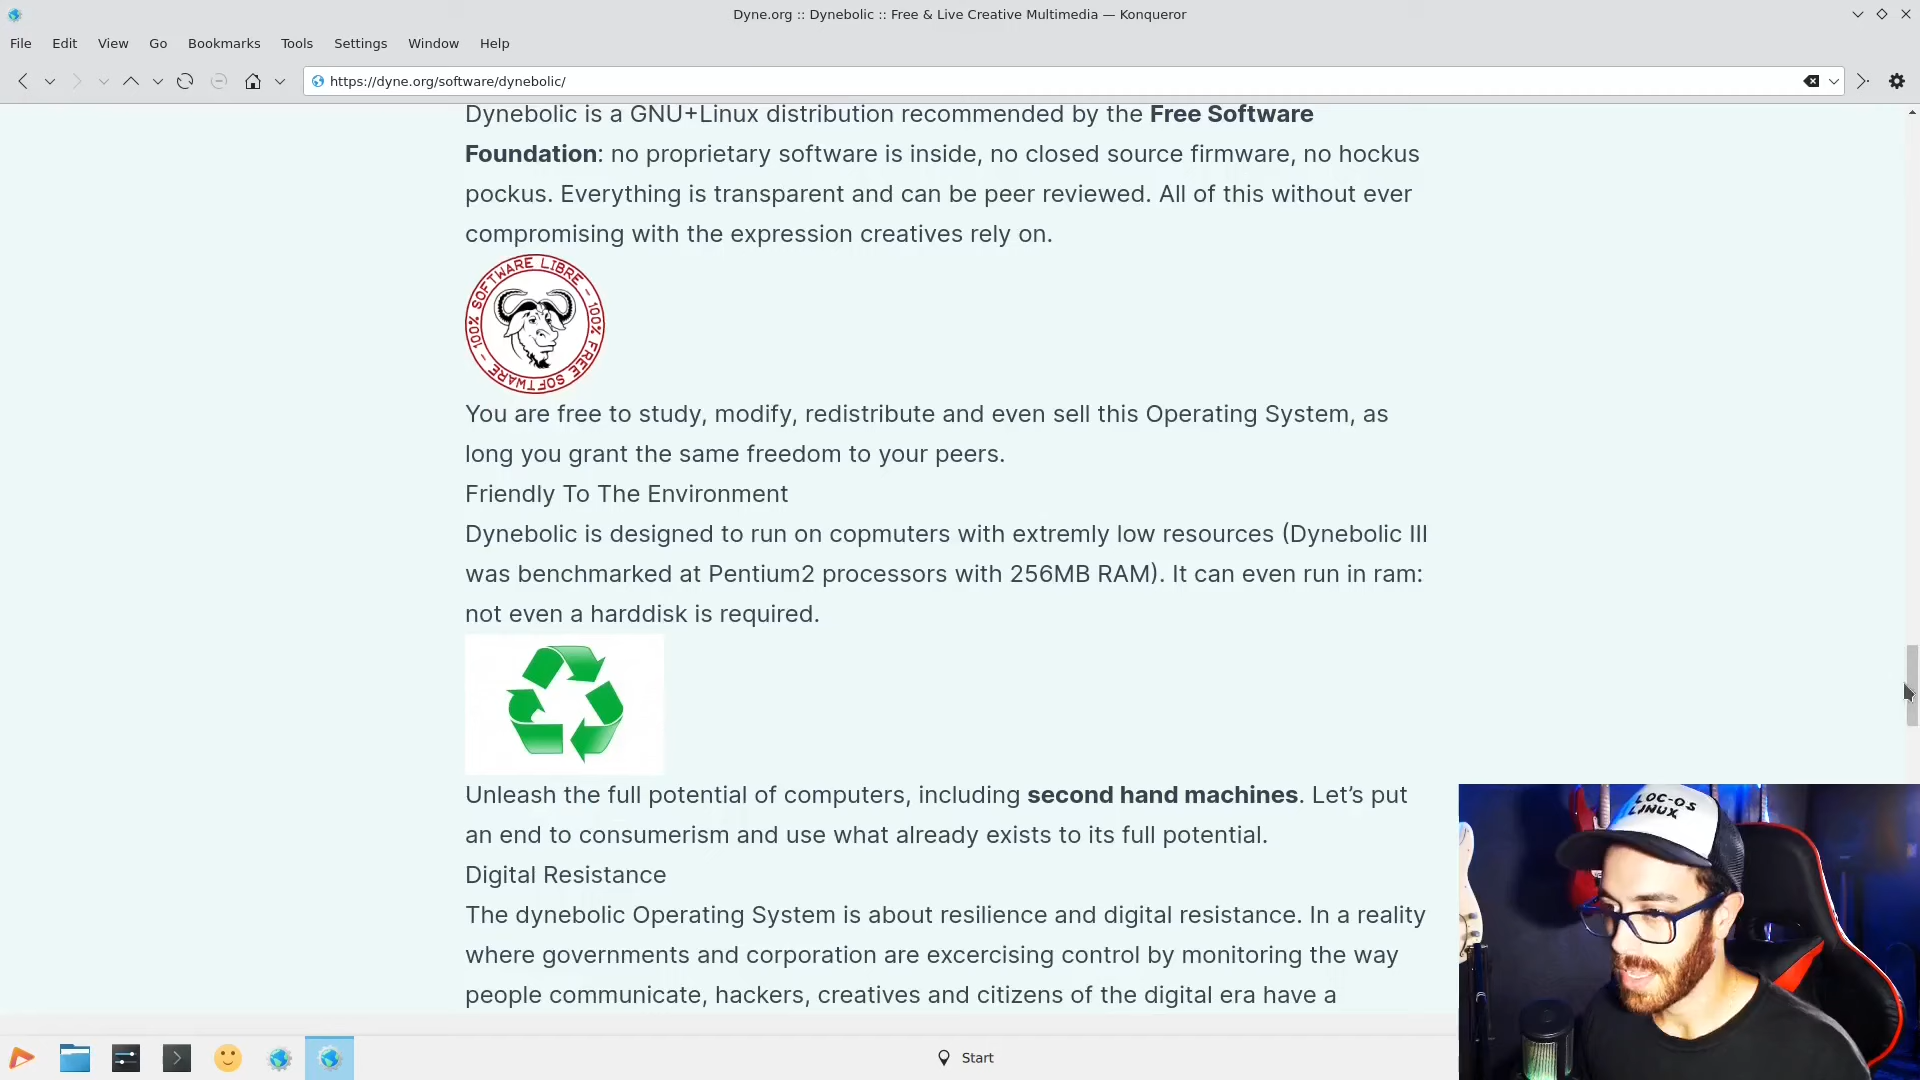 Dyne.org :: Dynebolic :: Free & Live Creative Multimedia — Konqueror
File Edit View Go Bookmarks Tools Settings Window Help
https://dyne.org/software/dynebolic/
Dynebolic is a GNU+Linux distribution recommended by the Free Software
Foundation: no proprietary software is inside, no closed source firmware, no hockus
pockus. Everything is transparent and can be peer reviewed. All of this without ever
compromising with the expression creatives rely on.
100% SOFTWARE LIBRE - 100% FREE SOFTWARE -
You are free to study, modify, redistribute and even sell this Operating System, as
long you grant the same freedom to your peers.
Friendly To The Environment
Dynebolic is designed to run on copmuters with extremly low resources (Dynebolic III
was benchmarked at Pentium2 processors with 256MB RAM). It can even run in ram:
not even a harddisk is required.
Unleash the full potential of computers, including second hand machines. Let’s put
an end to consumerism and use what already exists to its full potential.
Digital Resistance
The dynebolic Operating System is about resilience and digital resistance. In a reality
where governments and corporation are excercising control by monitoring the way
people communicate, hackers, creatives and citizens of the digital era have a
LOC-OS
LINUX
Start